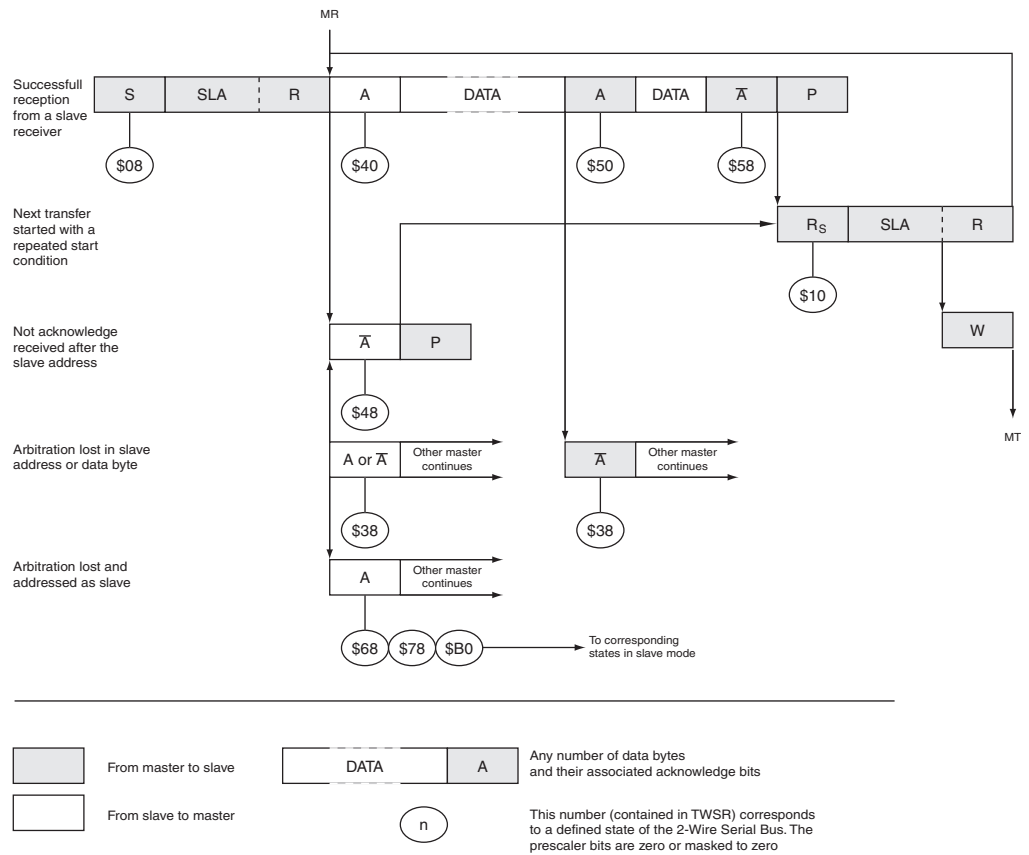 MR
Successfull
reception
from a slave
receiver
S SLA R A DATA A DATA A̅ P
$08 $40 $50 $58
Next transfer
started with a
repeated start
condition
RS SLA R
$10
Not acknowledge
received after the
slave address
A̅ P
W
$48
MT
Arbitration lost in slave
address or data byte
A or A̅
Other master
continues
A̅
Other master
continues
$38 $38
Arbitration lost and
addressed as slave
A
Other master
continues
$68 $78 $B0
To corresponding
states in slave mode
From master to slave
DATA A
Any number of data bytes
and their associated acknowledge bits
From slave to master
n
This number (contained in TWSR) corresponds
to a defined state of the 2-Wire Serial Bus. The
prescaler bits are zero or masked to zero